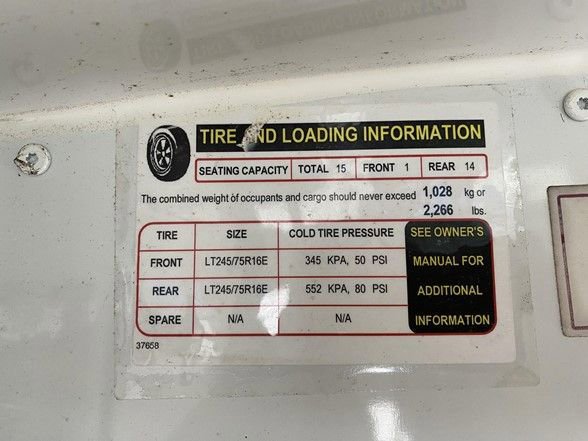 TIRE AND LOADING INFORMATION
SEATING CAPACITY TOTAL 15 FRONT 1 REAR 14
The combined weight of occupants and cargo should never exceed 1,028 kg or
2,266 lbs.
TIRE SIZE COLD TIRE PRESSURE SEE OWNER'S
FRONT LT245/75R16E 345 KPA, 50 PSI MANUAL FOR
REAR LT245/75R16E 552 KPA, 80 PSI ADDITIONAL
SPARE N/A N/A INFORMATION
37658